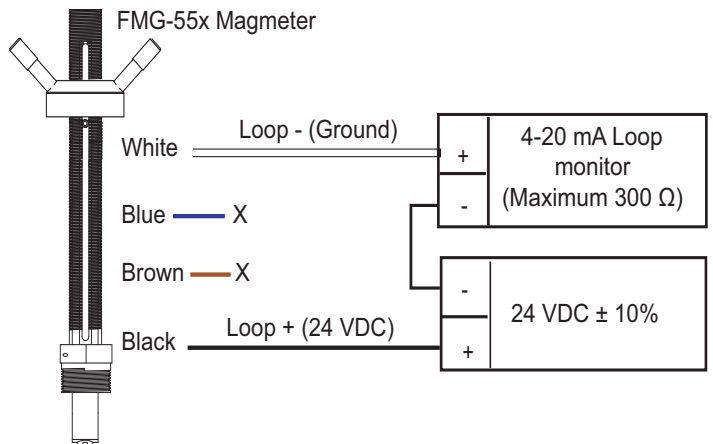 FMG-55x Magmeter
White
Loop - (Ground)
+
-
4-20 mA Loop
monitor
(Maximum 300 Ω)
Blue
X
Brown
X
-
+
24 VDC ± 10%
Black
Loop + (24 VDC)